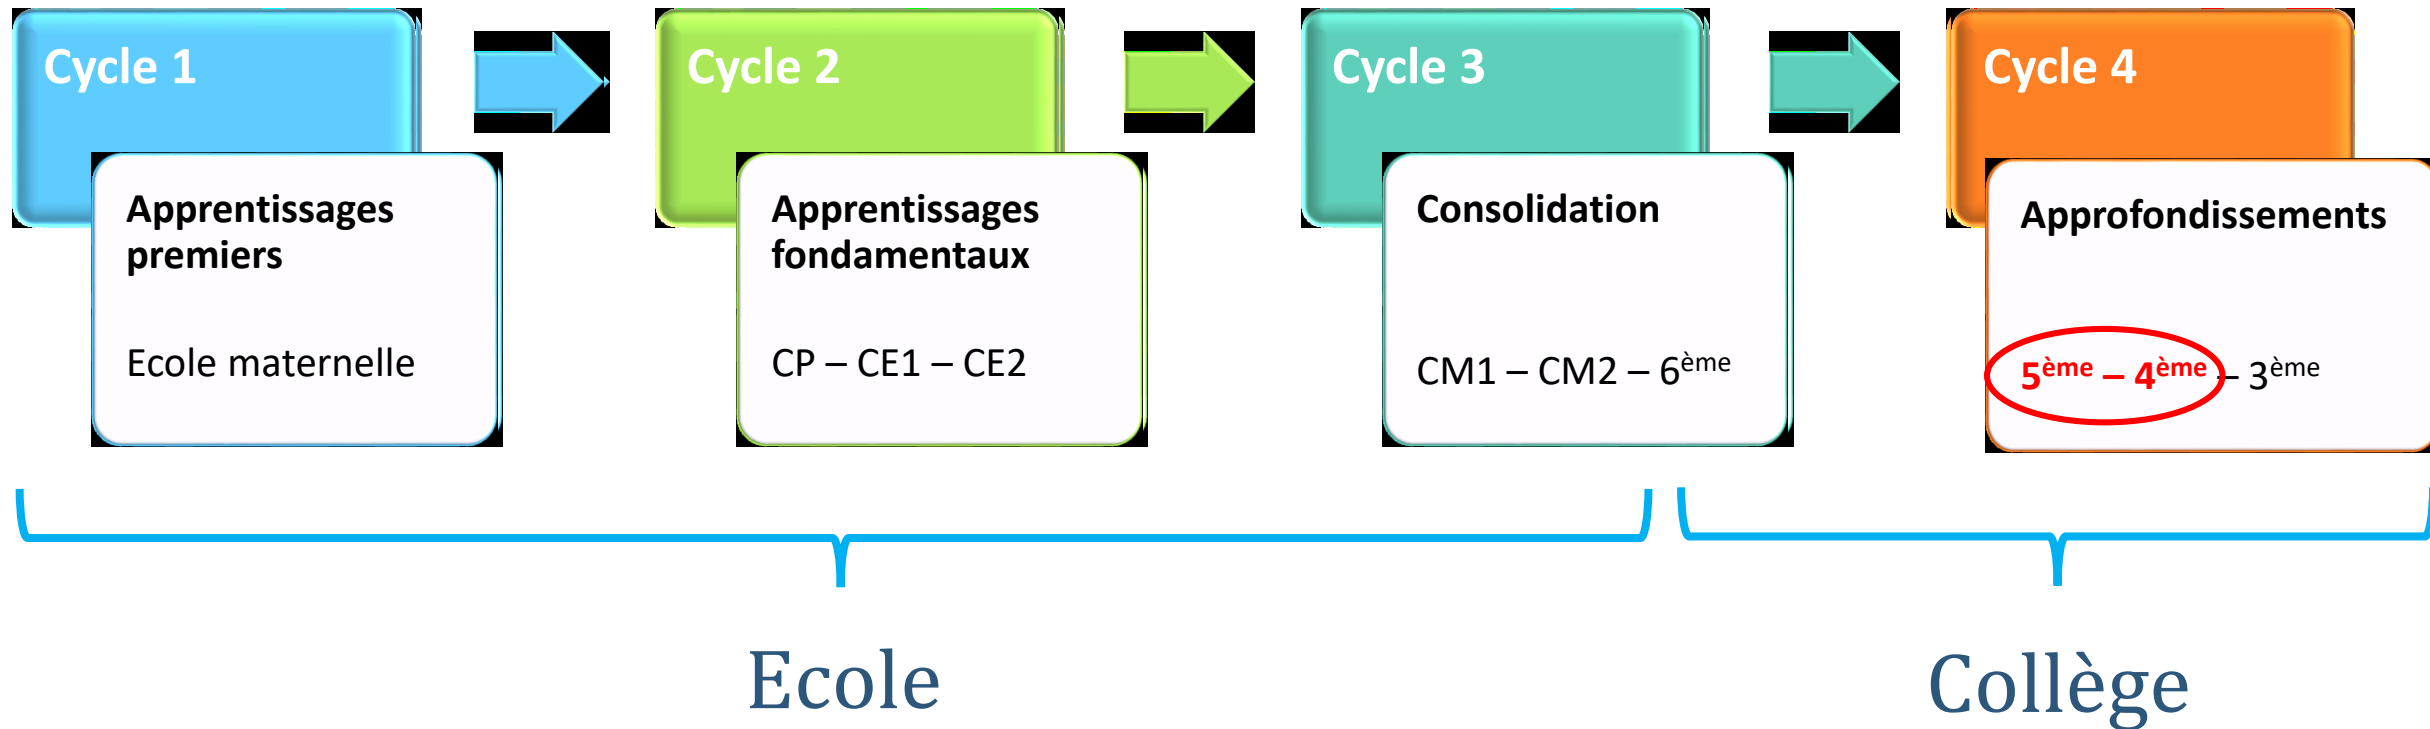 Cycle 1
Apprentissages
premiers
Ecole maternelle
Cycle 2
Apprentissages
fondamentaux
CP – CE1 – CE2
Cycle 3
Consolidation
CM1 – CM2 – 6ème
Cycle 4
Approfondissements
5ème – 4ème – 3ème
Ecole
Collège